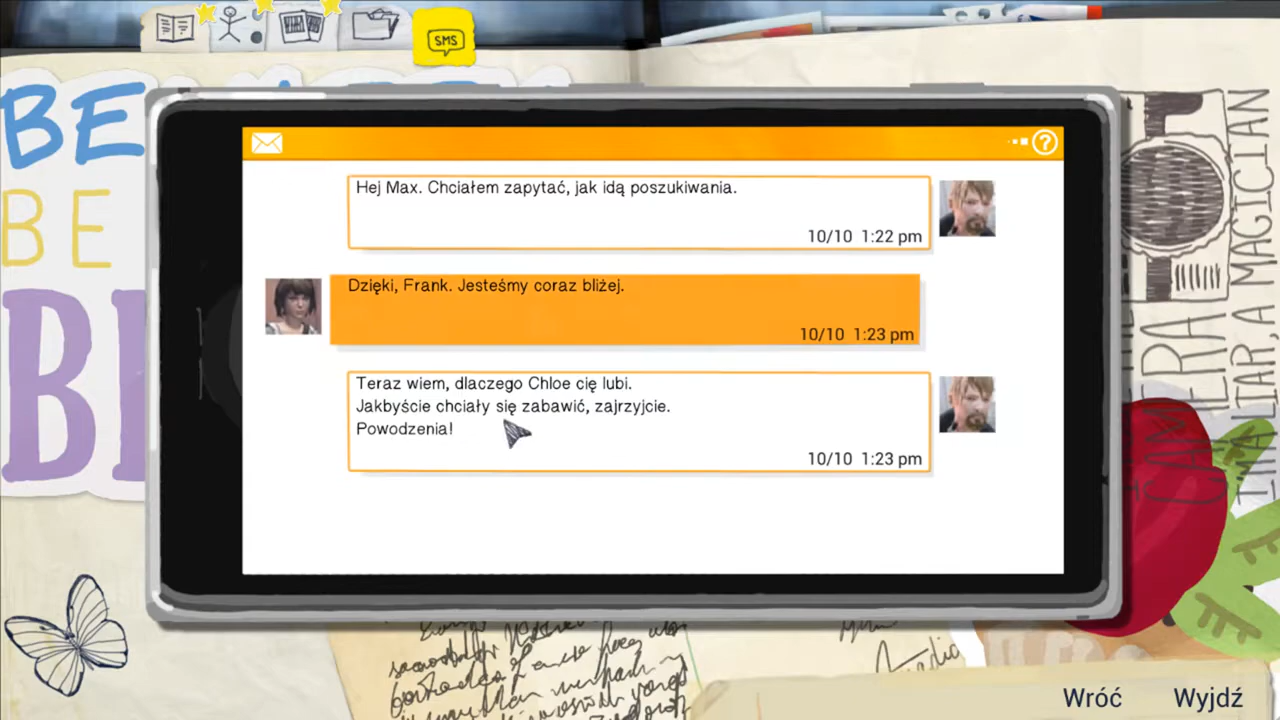 SMS
Hej Max. Chciałem zapytać, jak idą poszukiwania.
10/10 1:22 pm
Dzięki, Frank. Jesteśmy coraz bliżej.
10/10 1:23 pm
Teraz wiem, dlaczego Chloe cię lubi.
Jakbyście chciały się zabawić, zajrzyjcie.
Powodzenia!
10/10 1:23 pm
BE
BE
CAMERA
A MAGICIAN
Wróć
Wyjdź